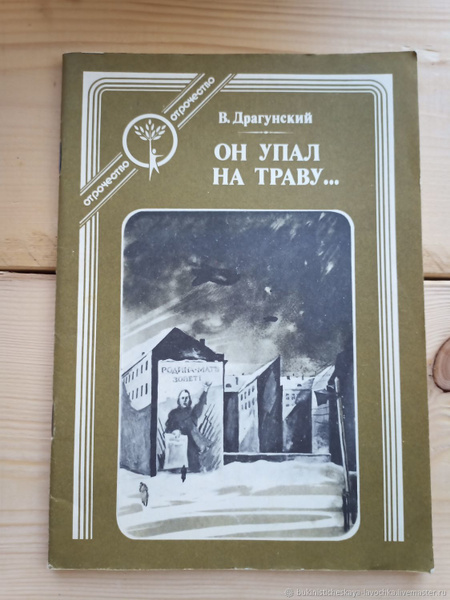 отрочество
отрочество
В. Драгунский
ОН УПАЛ
НА ТРАВУ...
РОДИНА-МАТЬ
ЗОВЕТ!